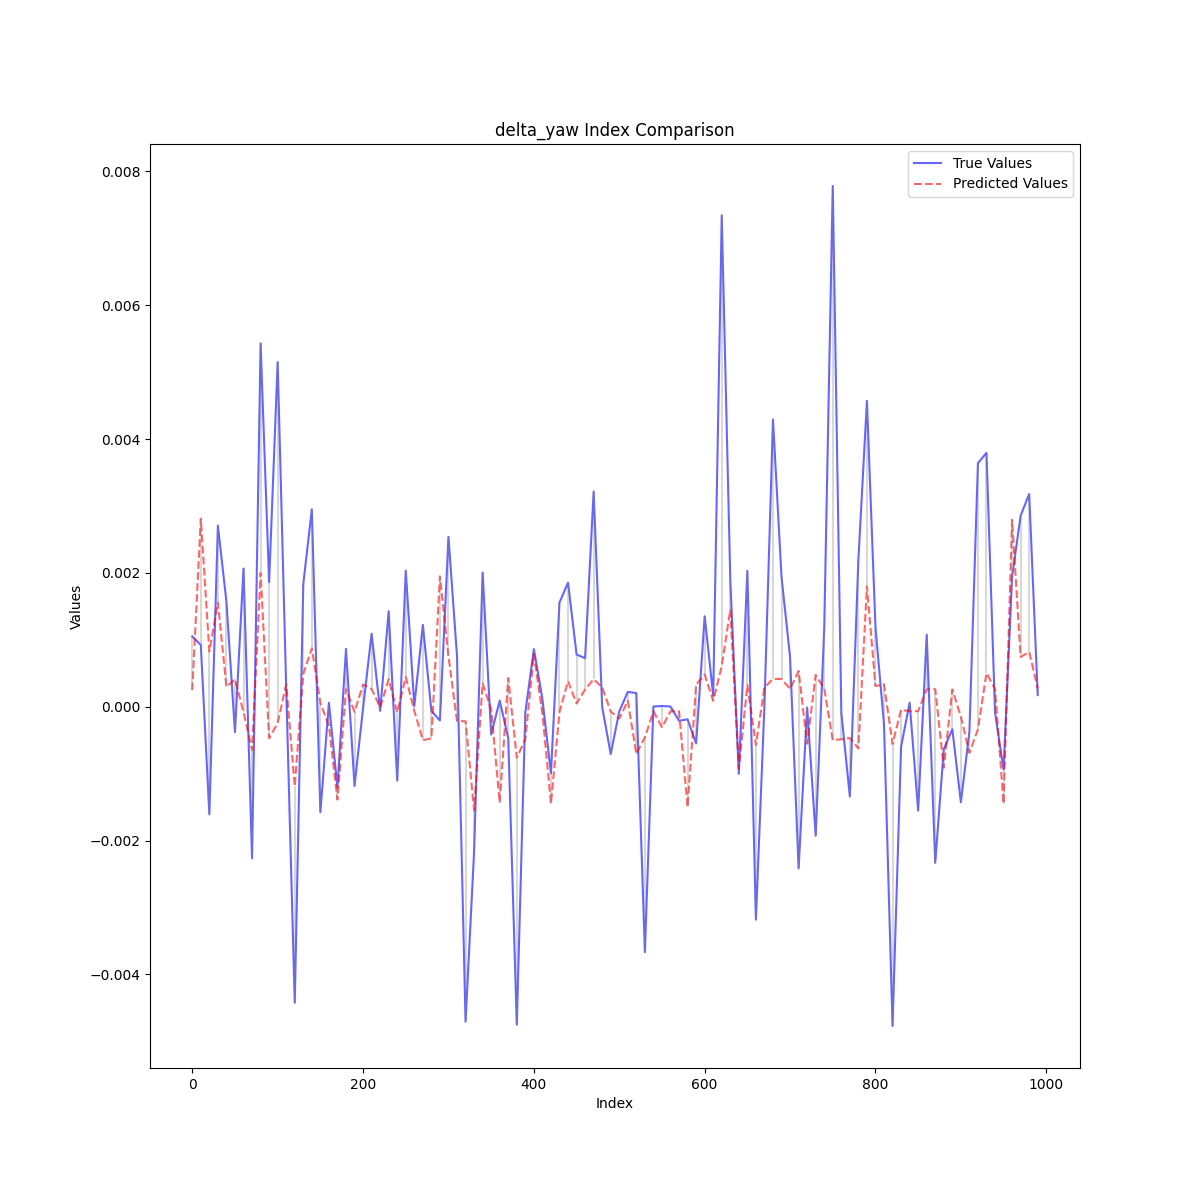 delta_yaw Index Comparison
True Values
Predicted Values
0.008
0.006
0.004
0.002
0.000
−0.002
−0.004
Values
0 200 400 600 800 1000
Index